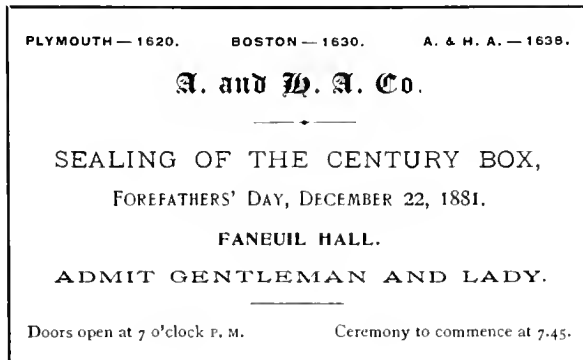 PLYMOUTH — 1620. BOSTON — 1630. A. & H. A. — 1638.
A. and H. A. Co.
SEALING OF THE CENTURY BOX,
FOREFATHERS' DAY, DECEMBER 22, 1881.
FANEUIL HALL.
ADMIT GENTLEMAN AND LADY.
Doors open at 7 o'clock P. M. Ceremony to commence at 7.45.